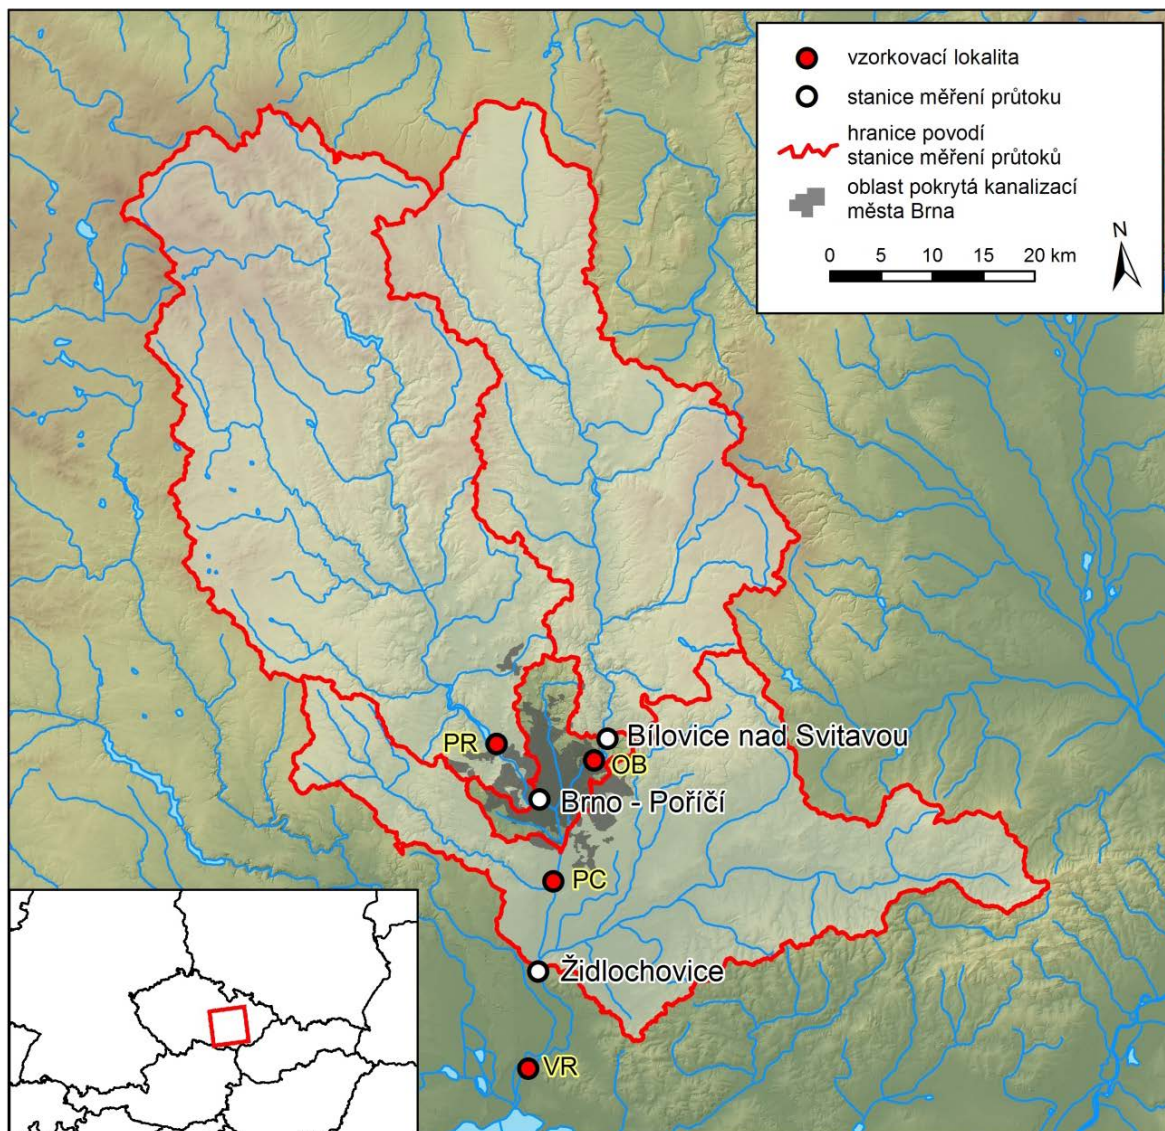 vzorkovací lokalita
stanice měření průtoku
hranice povodí
stanice měření průtoků
oblast pokrytá kanalizací
města Brna
0 5 10 15 20 km
N
PR
Bílovice nad Svitavou
OB
Brno - Poříčí
PC
Židlochovice
VR